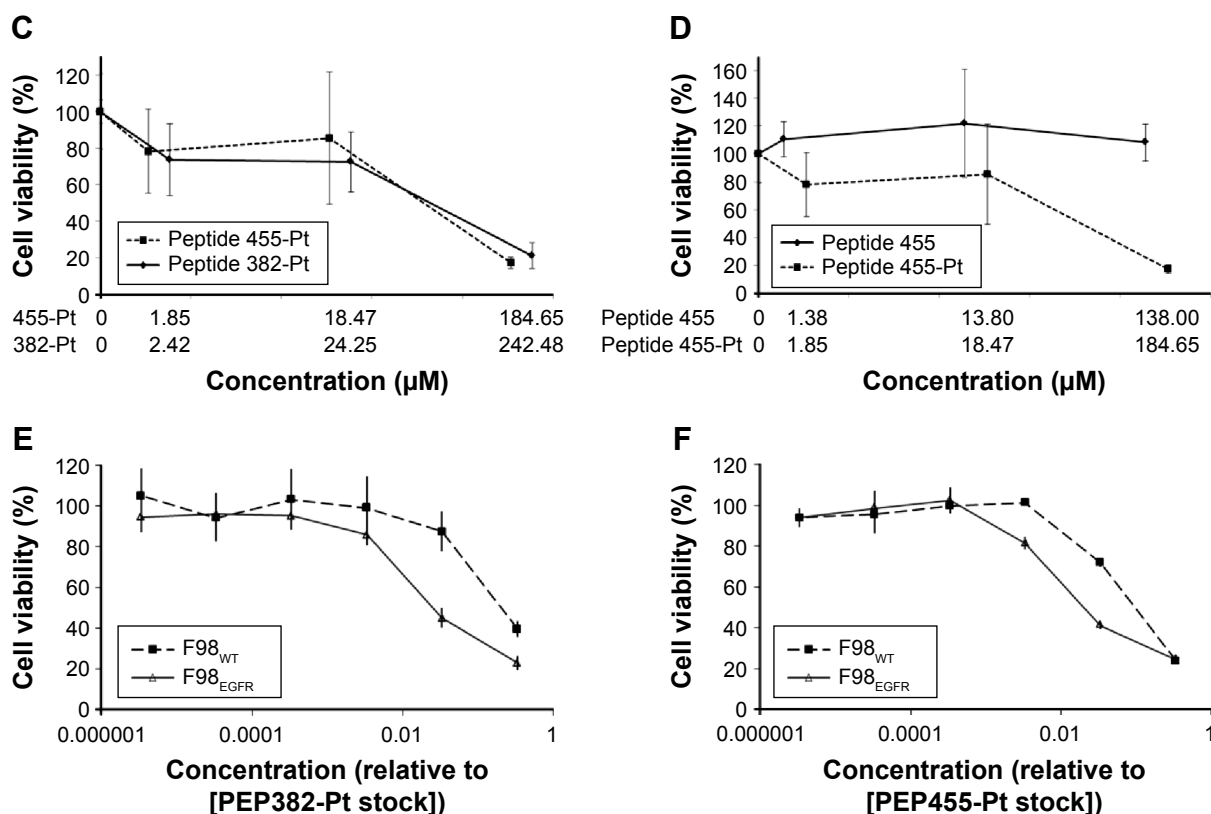 C
Cell viability (%)
120
100
80
60
40
20
0
Peptide 455-Pt
Peptide 382-Pt
455-Pt 0 1.85 18.47 184.65
382-Pt 0 2.42 24.25 242.48
Concentration (µM)
D
Cell viability (%)
160
140
120
100
80
60
40
20
0
Peptide 455
Peptide 455-Pt
Peptide 455 0 1.38 13.80 138.00
Peptide 455-Pt 0 1.85 18.47 184.65
Concentration (µM)
E
Cell viability (%)
120
100
80
60
40
20
0
F98WT
F98EGFR
0.000001 0.0001 0.01 1
Concentration (relative to
[PEP382-Pt stock])
F
Cell viability (%)
120
100
80
60
40
20
0
F98WT
F98EGFR
0.000001 0.0001 0.01 1
Concentration (relative to
[PEP455-Pt stock])